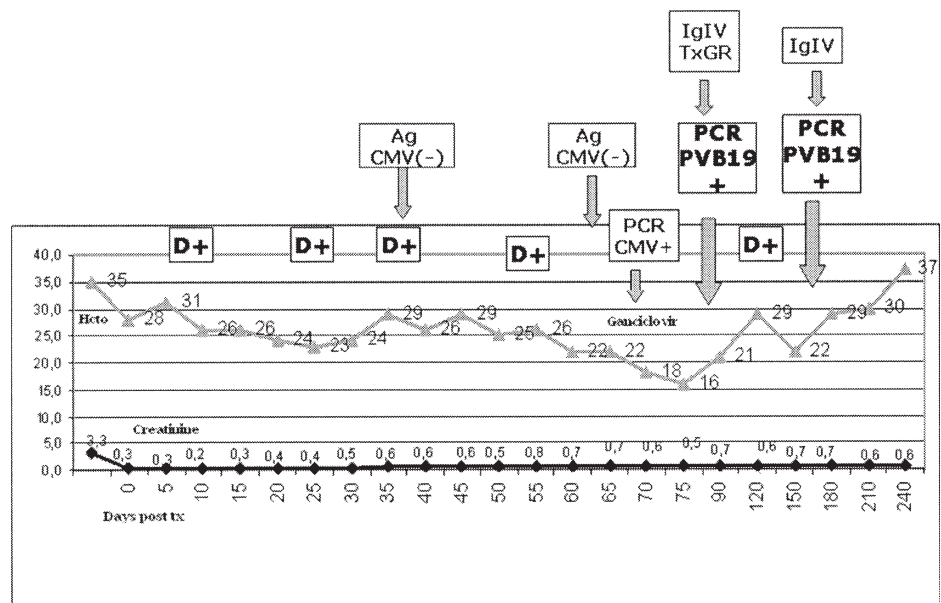 IgIV
TxGR
IgIV
Ag
CMV(-)
Ag
CMV(-)
PCR
PVB19
+
PCR
PVB19
+
PCR
CMV+
D+
D+
D+
D+
D+
40,0
35,0
30,0
25,0
20,0
15,0
10,0
5,0
0,0
Hcto
Ganciclovir
35 28 31 26 26 24 23 24 29 26 29 25 26 22 22 18 16 21 29 22 29 30 37
Creatinine
3,3 0,3 0,3 0,2 0,3 0,4 0,4 0,5 0,6 0,6 0,6 0,5 0,8 0,7 0,7 0,6 0,5 0,7 0,6 0,7 0,7 0,6 0,6
0 5 10 15 20 25 30 35 40 45 50 55 60 65 70 75 90 120 150 180 210 240
Days post tx